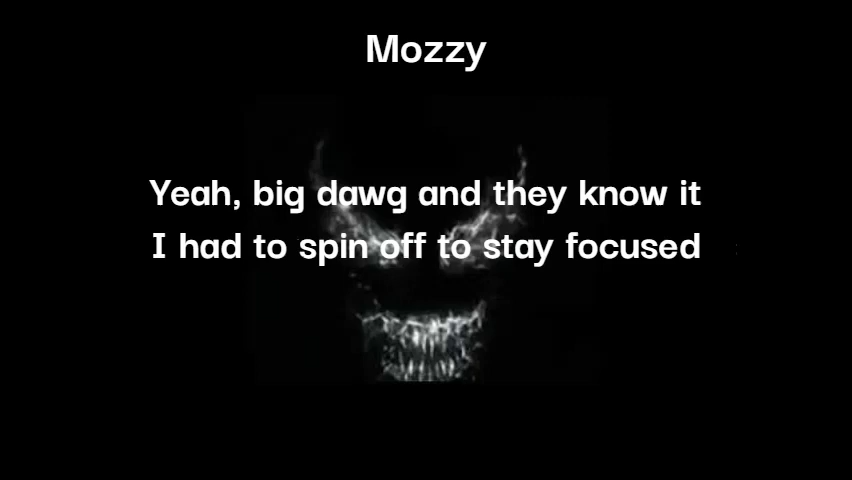 Mozzy
Yeah, big dawg and they know it
I had to spin off to stay focused